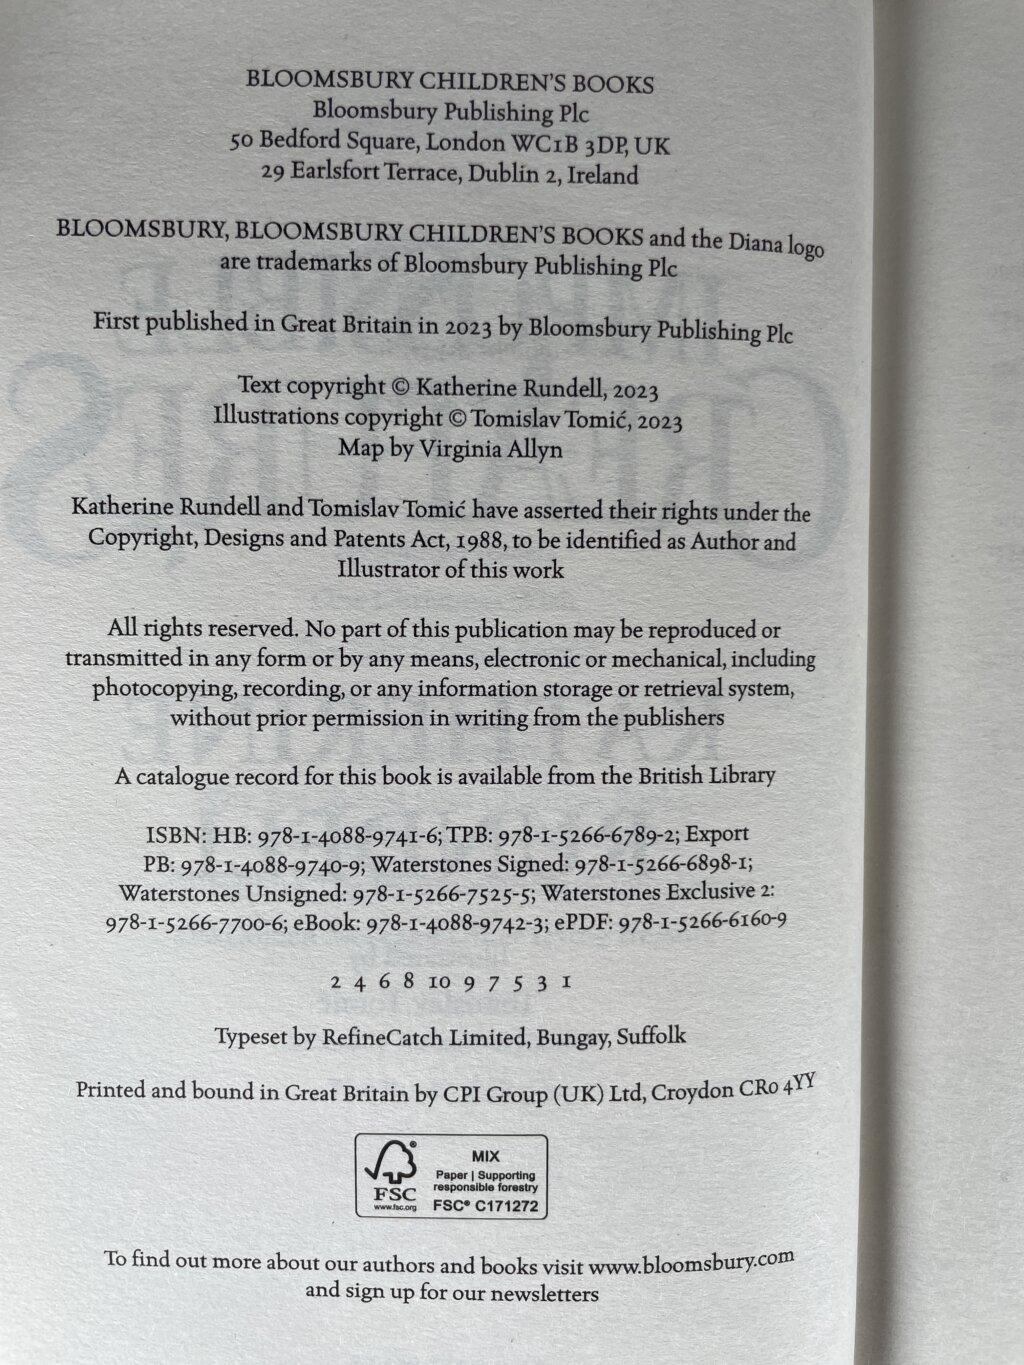 BLOOMSBURY CHILDREN'S BOOKS
Bloomsbury Publishing Plc
50 Bedford Square, London WC1B 3DP, UK
29 Earlsfort Terrace, Dublin 2, Ireland
BLOOMSBURY, BLOOMSBURY CHILDREN'S BOOKS and the Diana logo
are trademarks of Bloomsbury Publishing Plc
First published in Great Britain in 2023 by Bloomsbury Publishing Plc
Text copyright © Katherine Rundell, 2023
Illustrations copyright © Tomislav Tomić, 2023
Map by Virginia Allyn
Katherine Rundell and Tomislav Tomić have asserted their rights under the
Copyright, Designs and Patents Act, 1988, to be identified as Author and
Illustrator of this work
All rights reserved. No part of this publication may be reproduced or
transmitted in any form or by any means, electronic or mechanical, including
photocopying, recording, or any information storage or retrieval system,
without prior permission in writing from the publishers
A catalogue record for this book is available from the British Library
ISBN: HB: 978-1-4088-9741-6; TPB: 978-1-5266-6789-2; Export
PB: 978-1-4088-9740-9; Waterstones Signed: 978-1-5266-6898-1;
Waterstones Unsigned: 978-1-5266-7525-5; Waterstones Exclusive 2:
978-1-5266-7700-6; eBook: 978-1-4088-9742-3; ePDF: 978-1-5266-6160-9
2 4 6 8 10 9 7 5 3 1
Typeset by RefineCatch Limited, Bungay, Suffolk
Printed and bound in Great Britain by CPI Group (UK) Ltd, Croydon CR0 4YY
MIX
Paper | Supporting
responsible forestry
FSC® C171272
FSC
www.fsc.org
To find out more about our authors and books visit www.bloomsbury.com
and sign up for our newsletters